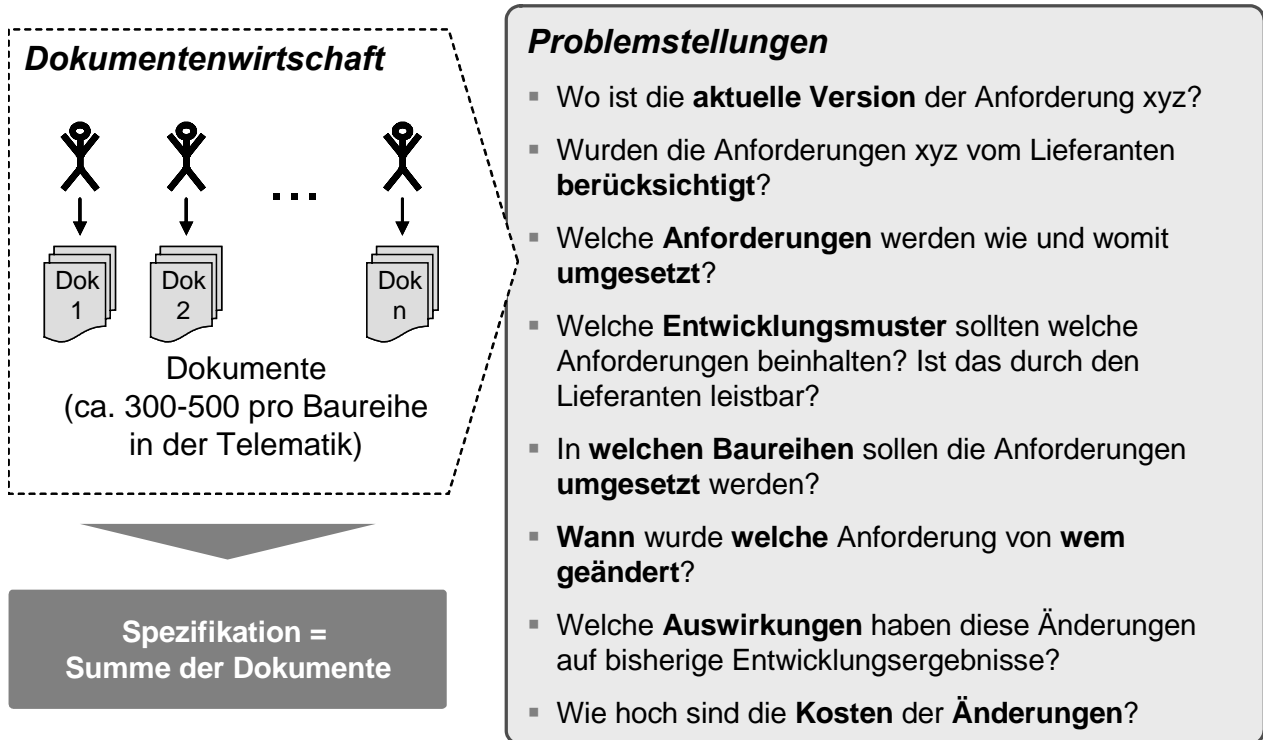 Dokumentenwirtschaft
...
Dok
1
Dok
2
Dok
n
Dokumente
(ca. 300-500 pro Baureihe
in der Telematik)
Spezifikation =
Summe der Dokumente
Problemstellungen
▪ Wo ist die aktuelle Version der Anforderung xyz?
▪ Wurden die Anforderungen xyz vom Lieferanten
berücksichtigt?
▪ Welche Anforderungen werden wie und womit
umgesetzt?
▪ Welche Entwicklungsmuster sollten welche
Anforderungen beinhalten? Ist das durch den
Lieferanten leistbar?
▪ In welchen Baureihen sollen die Anforderungen
umgesetzt werden?
▪ Wann wurde welche Anforderung von wem
geändert?
▪ Welche Auswirkungen haben diese Änderungen
auf bisherige Entwicklungsergebnisse?
▪ Wie hoch sind die Kosten der Änderungen?